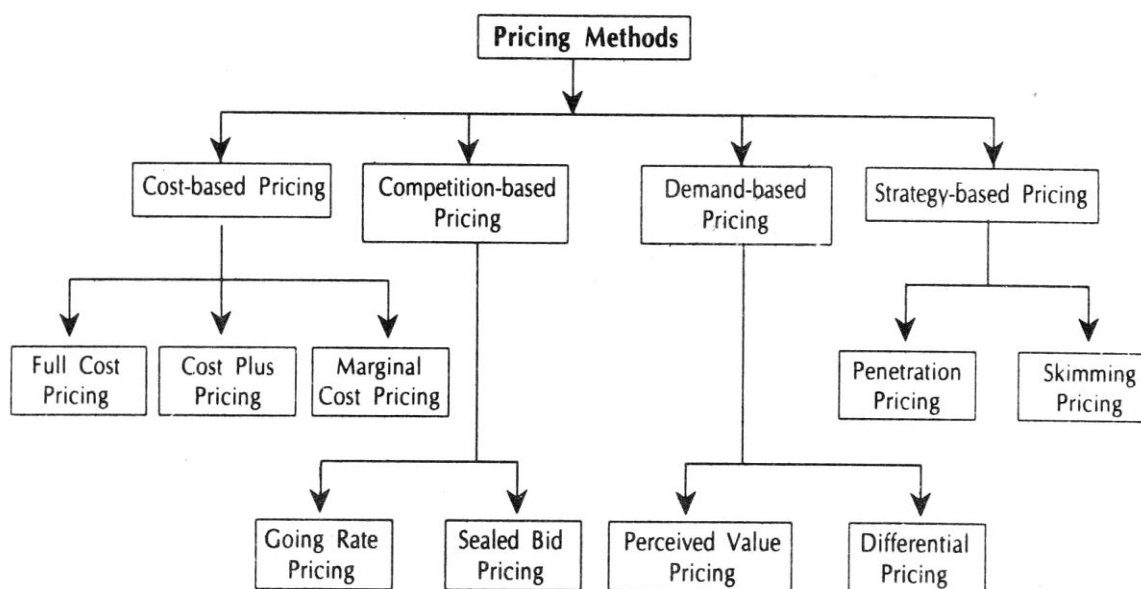 Pricing Methods
Cost-based Pricing
Competition-based
Pricing
Demand-based
Pricing
Strategy-based Pricing
Full Cost
Pricing
Cost Plus
Pricing
Marginal
Cost Pricing
Penetration
Pricing
Skimming
Pricing
Going Rate
Pricing
Sealed Bid
Pricing
Perceived Value
Pricing
Differential
Pricing